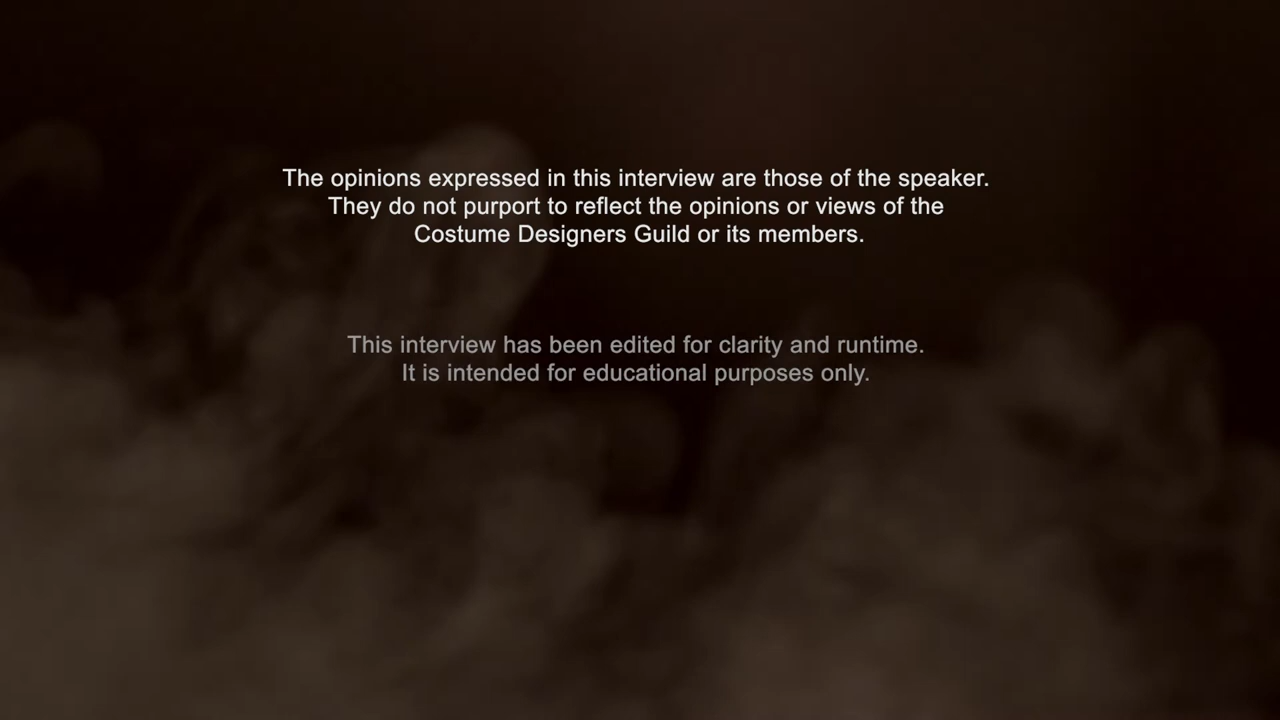 The opinions expressed in this interview are those of the speaker.
They do not purport to reflect the opinions or views of the
Costume Designers Guild or its members.
This interview has been edited for clarity and runtime.
It is intended for educational purposes only.